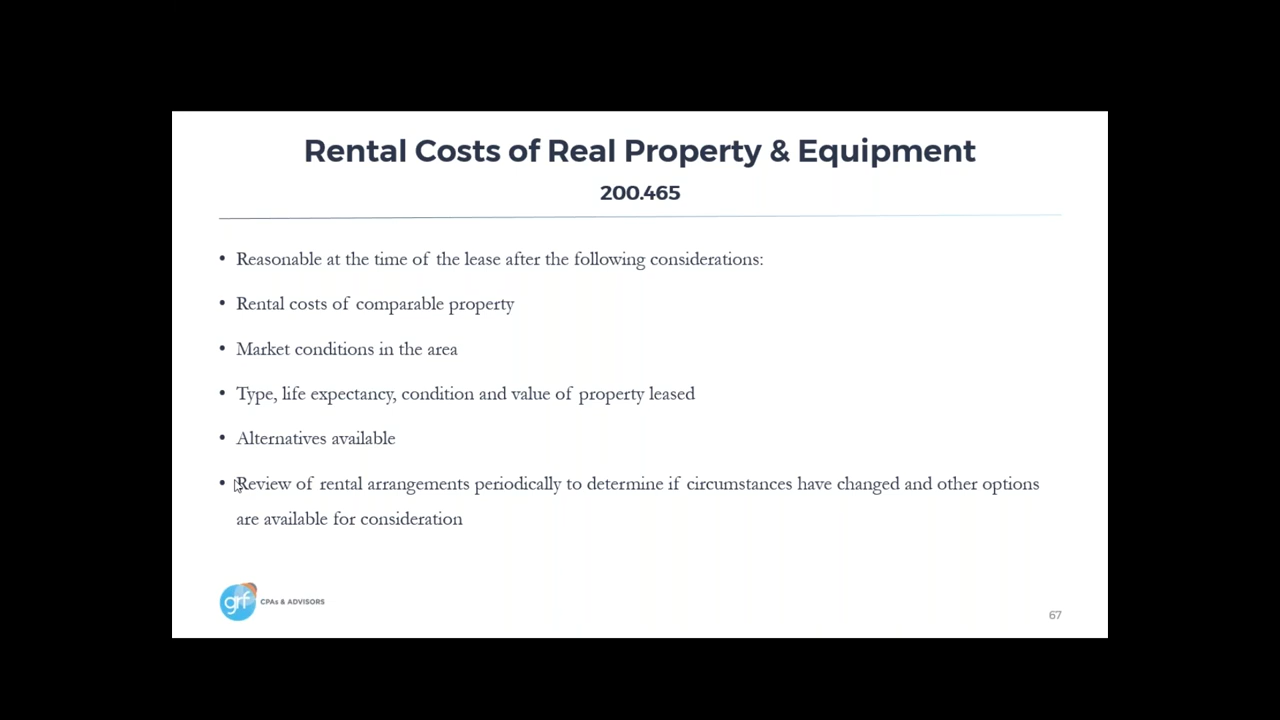 Rental Costs of Real Property & Equipment
200.465
• Reasonable at the time of the lease after the following considerations:
• Rental costs of comparable property
• Market conditions in the area
• Type, life expectancy, condition and value of property leased
• Alternatives available
• Review of rental arrangements periodically to determine if circumstances have changed and other options
are available for consideration
grf CPAs & ADVISORS
67